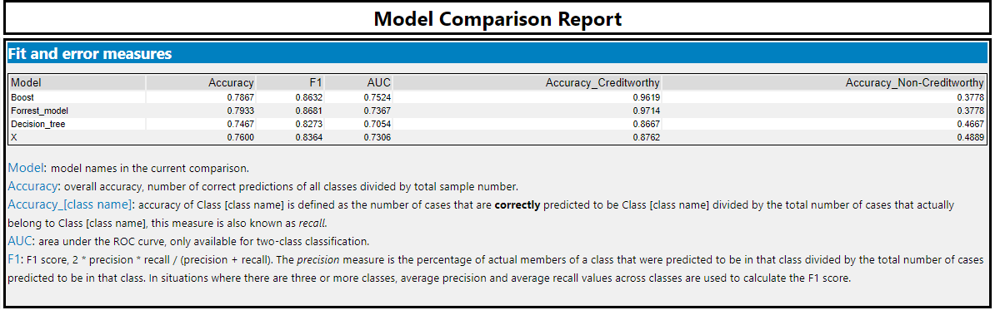 Model Comparison Report
Fit and error measures
Model Accuracy F1 AUC Accuracy_Creditworthy Accuracy_Non-Creditworthy
Boost 0.7867 0.8632 0.7524 0.9619 0.3778
Forrest_model 0.7933 0.8681 0.7367 0.9714 0.3778
Decision_tree 0.7467 0.8273 0.7054 0.8667 0.4667
X 0.7600 0.8364 0.7306 0.8762 0.4889
Model: model names in the current comparison.
Accuracy: overall accuracy, number of correct predictions of all classes divided by total sample number.
Accuracy_[class name]: accuracy of Class [class name] is defined as the number of cases that are correctly predicted to be Class [class name] divided by the total number of cases that actually
belong to Class [class name], this measure is also known as recall.
AUC: area under the ROC curve, only available for two-class classification.
F1: F1 score, 2 * precision * recall / (precision + recall). The precision measure is the percentage of actual members of a class that were predicted to be in that class divided by the total number of cases
predicted to be in that class. In situations where there are three or more classes, average precision and average recall values across classes are used to calculate the F1 score.